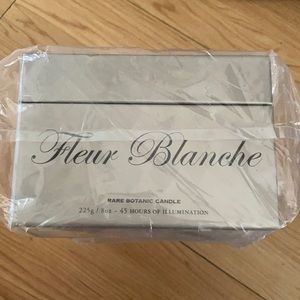 Fleur Blanche
RARE BOTANIC CANDLE
225g / 8oz - 45 HOURS OF ILLUMINATION